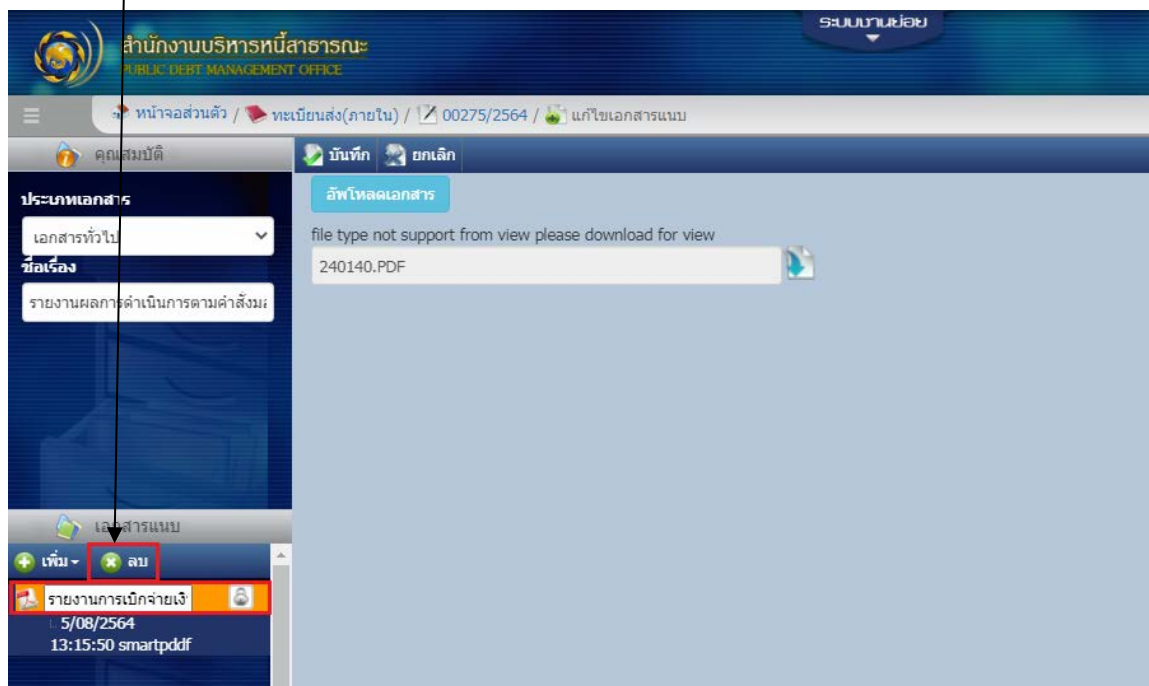 ระบบงานย่อย
สำนักงานบริหารหนี้สาธารณะ
PUBLIC DEBT MANAGEMENT OFFICE
หน้าจอส่วนตัว / ทะเบียนส่ง(ภายใน) / 00275/2564 / แก้ไขเอกสารแนบ
คุณสมบัติ
บันทึก ยกเลิก
ประเภทเอกสาร
อัพโหลดเอกสาร
เอกสารทั่วไป
file type not support from view please download for view
ชื่อเรื่อง
240140.PDF
รายงานผลการดำเนินการตามคำสั่งมอ
เอกสารแนบ
เพิ่ม ลบ
รายงานการเบิกจ่ายเงิ
5/08/2564
13:15:50 smartpddf